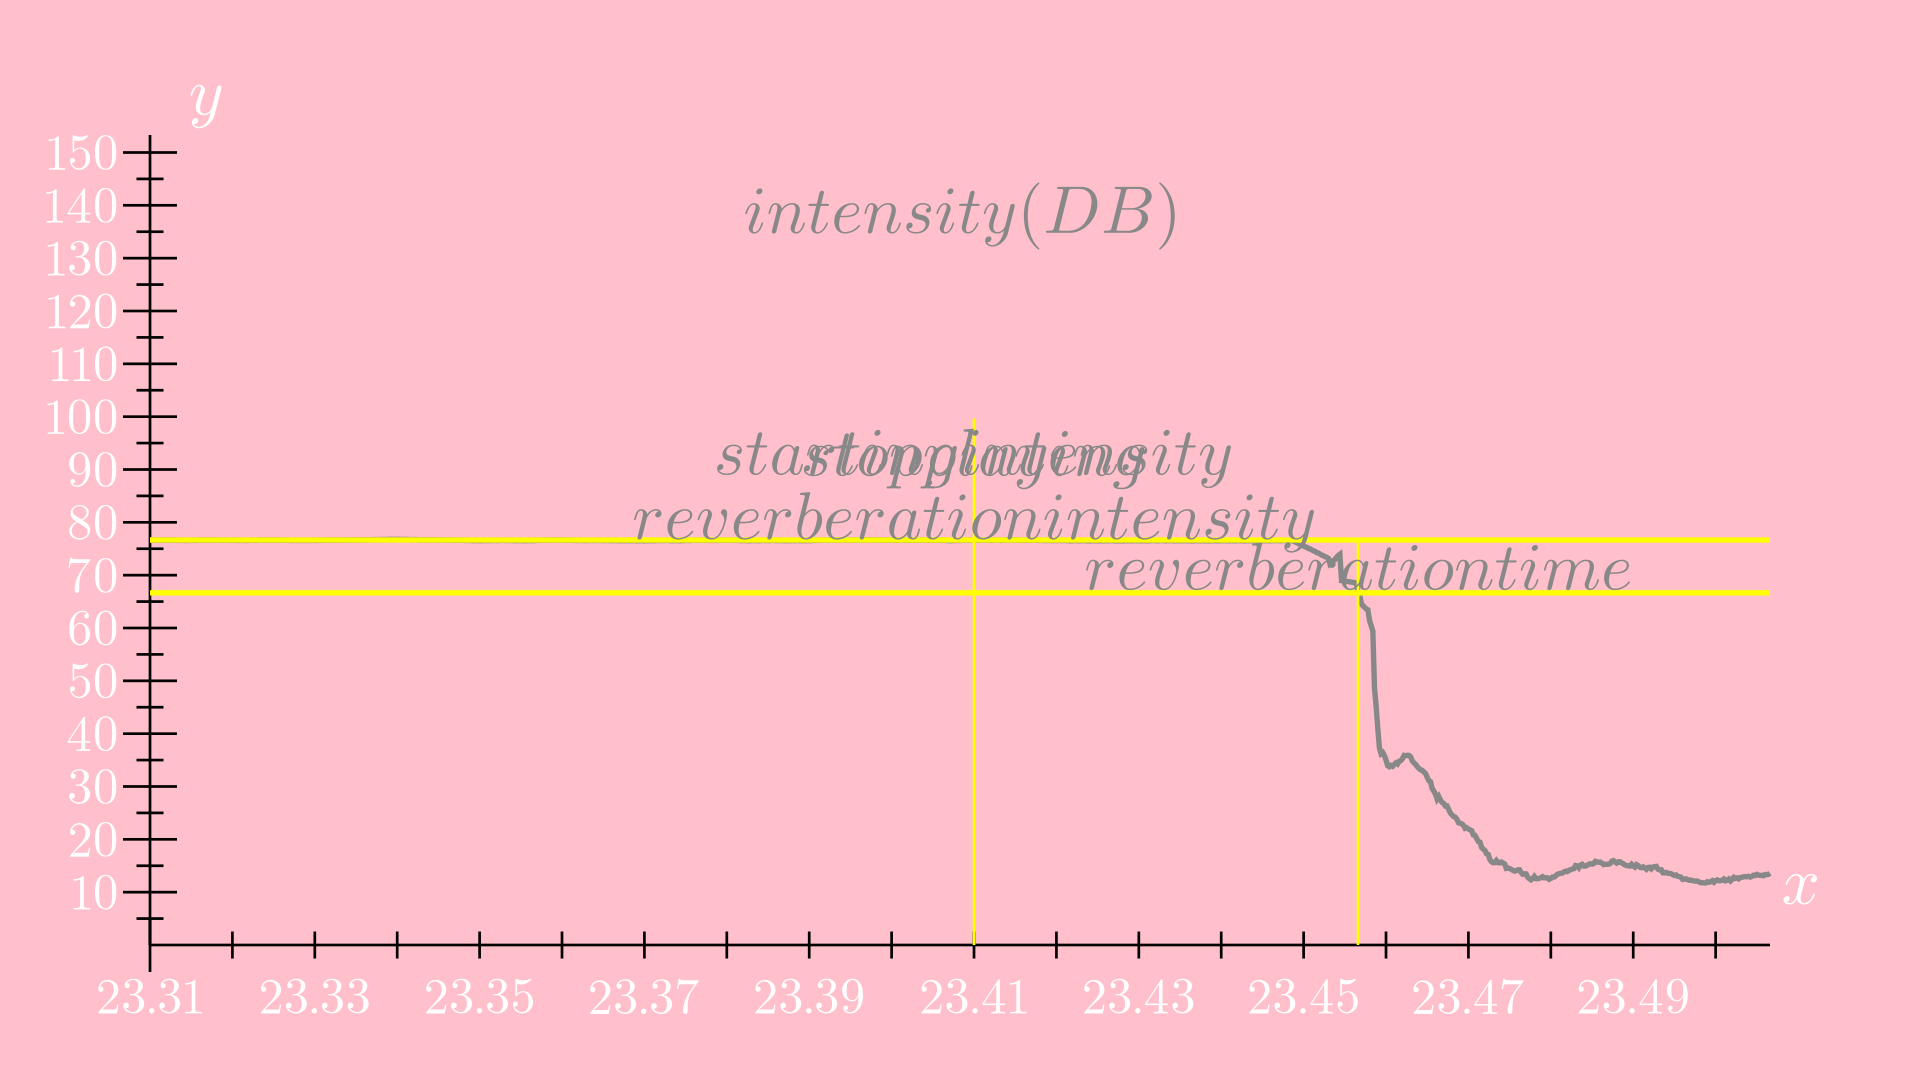 y
150
140
intensity(DB)
130
120
110
100
startingintensity
stopplaying
90
80
reverberationintensity
70
reverberationtime
60
50
40
30
20
10
x
23.31 23.33 23.35 23.37 23.39 23.41 23.43 23.45 23.47 23.49